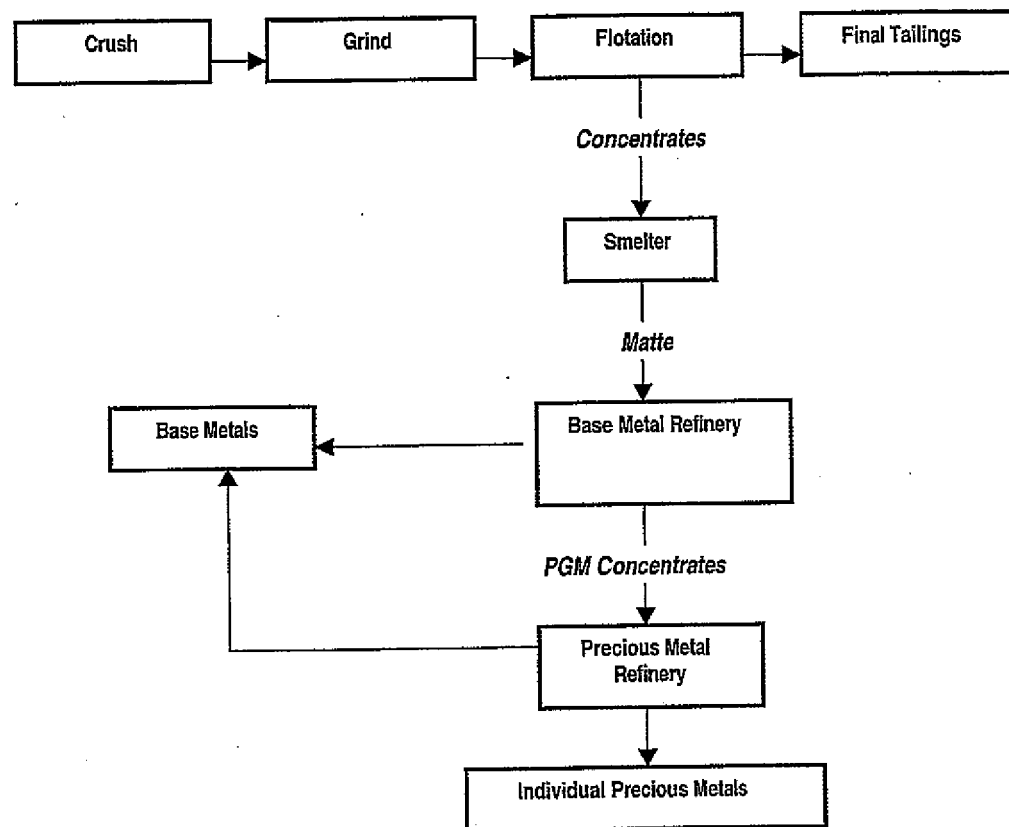 Crush
Grind
Flotation
Final Tailings
Concentrates
Smelter
Matte
Base Metals
Base Metal Refinery
PGM Concentrates
Precious Metal
Refinery
Individual Precious Metals